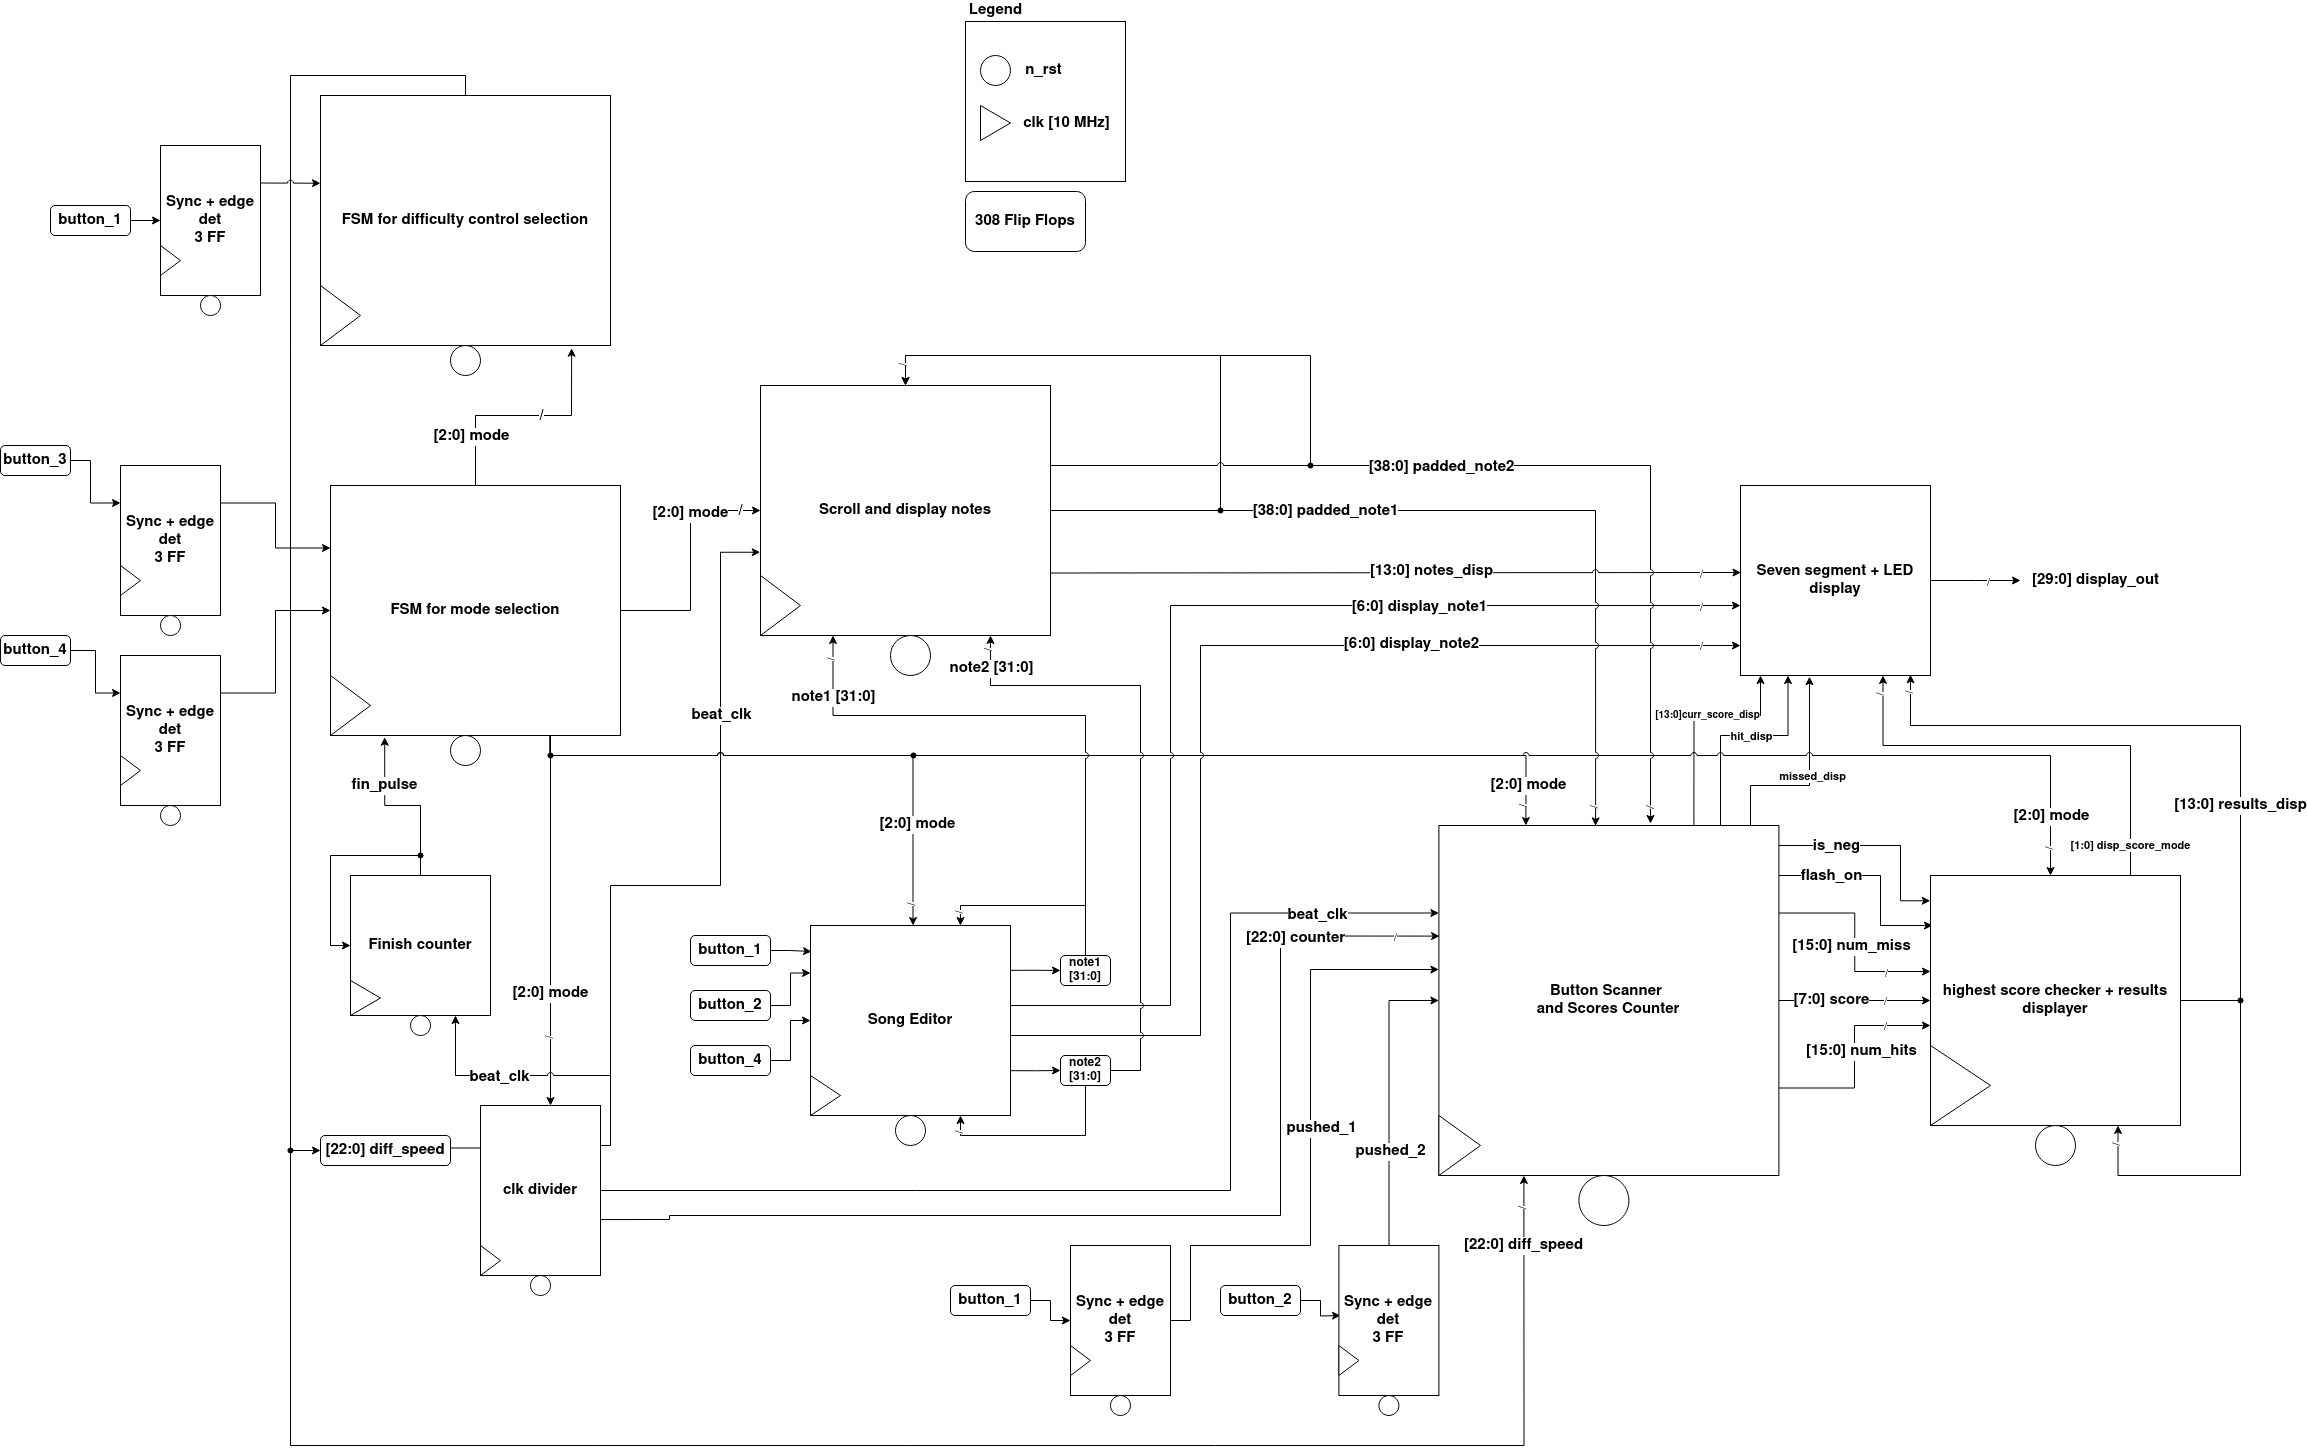 Legend
n_rst
clk [10 MHz]
308 Flip Flops
button_1
Sync + edge
det
3 FF
FSM for difficulty control selection
[2:0] mode
button_3
Sync + edge
det
3 FF
button_4
Sync + edge
det
3 FF
FSM for mode selection
[2:0] mode
Scroll and display notes
[38:0] padded_note2
[38:0] padded_note1
[13:0] notes_disp
[6:0] display_note1
[6:0] display_note2
Seven segment + LED
display
[29:0] display_out
note2 [31:0]
note1 [31:0]
beat_clk
[13:0]curr_score_disp
hit_disp
missed_disp
fin_pulse
[2:0] mode
[2:0] mode
[2:0] mode
[13:0] results_disp
[1:0] disp_score_mode
is_neg
flash_on
[15:0] num_miss
[7:0] score
[15:0] num_hits
Finish counter
beat_clk
[22:0] counter
button_1
button_2
button_4
Song Editor
note1
[31:0]
note2
[31:0]
Button Scanner
and Scores Counter
highest score checker + results
displayer
[2:0] mode
beat_clk
[22:0] diff_speed
clk divider
pushed_1
pushed_2
[22:0] diff_speed
button_1
Sync + edge
det
3 FF
button_2
Sync + edge
det
3 FF